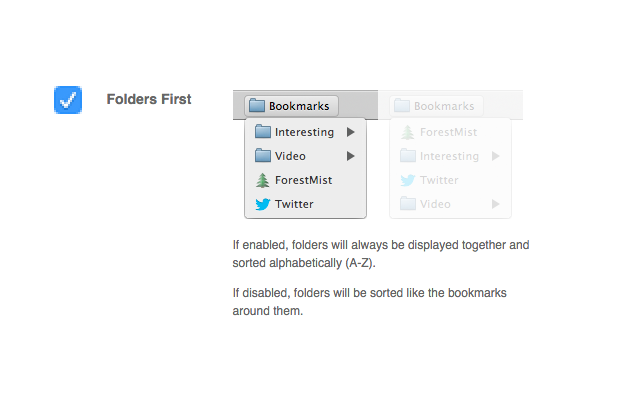 Folders First
Bookmarks
Interesting
Video
ForestMist
Twitter
Bookmarks
ForestMist
Interesting
Twitter
Video
If enabled, folders will always be displayed together and
sorted alphabetically (A-Z).
If disabled, folders will be sorted like the bookmarks
around them.